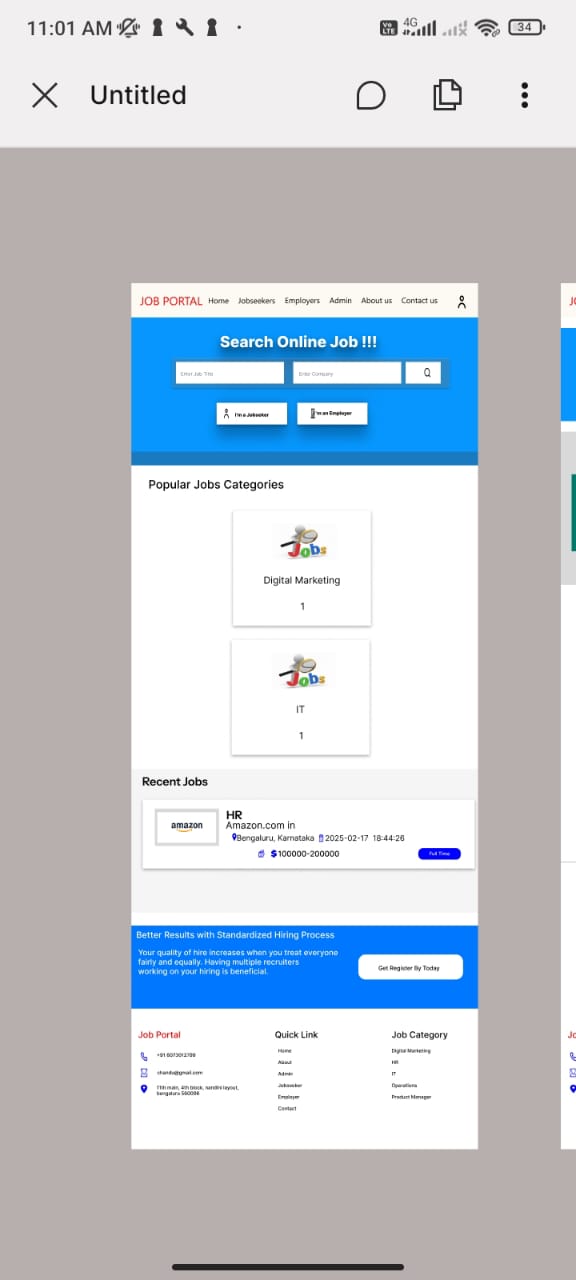 11:01 AM
Vo LTE
4G
34
Untitled
JOB PORTAL Home Jobseekers Employers Admin About us Contact us
Search Online Job !!!
Enter Job Title
Enter Company
I'm a Jobseeker
I'm an Employer
Popular Jobs Categories
Jobs
Digital Marketing
1
Jobs
IT
1
Recent Jobs
amazon
HR
Amazon.com in
Bengaluru, Karnataka 2025-02-17 18:44:26
$100000-200000
Full Time
Better Results with Standardized Hiring Process
Your quality of hire increases when you treat everyone
fairly and equally. Having multiple recruiters
working on your hiring is beneficial.
Get Register By Today
Job Portal
Quick Link
Job Category
chandu@gmail.com
11th main, 4th block, nandhi layout,
bengaluru 560096
Home
About
Admin
Jobseeker
Employer
Contact
Digital Marketing
HR
IT
Operations
Product Manager